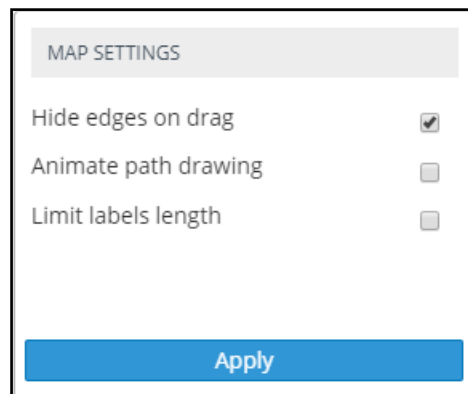 MAP SETTINGS
Hide edges on drag
Animate path drawing
Limit labels length
Apply